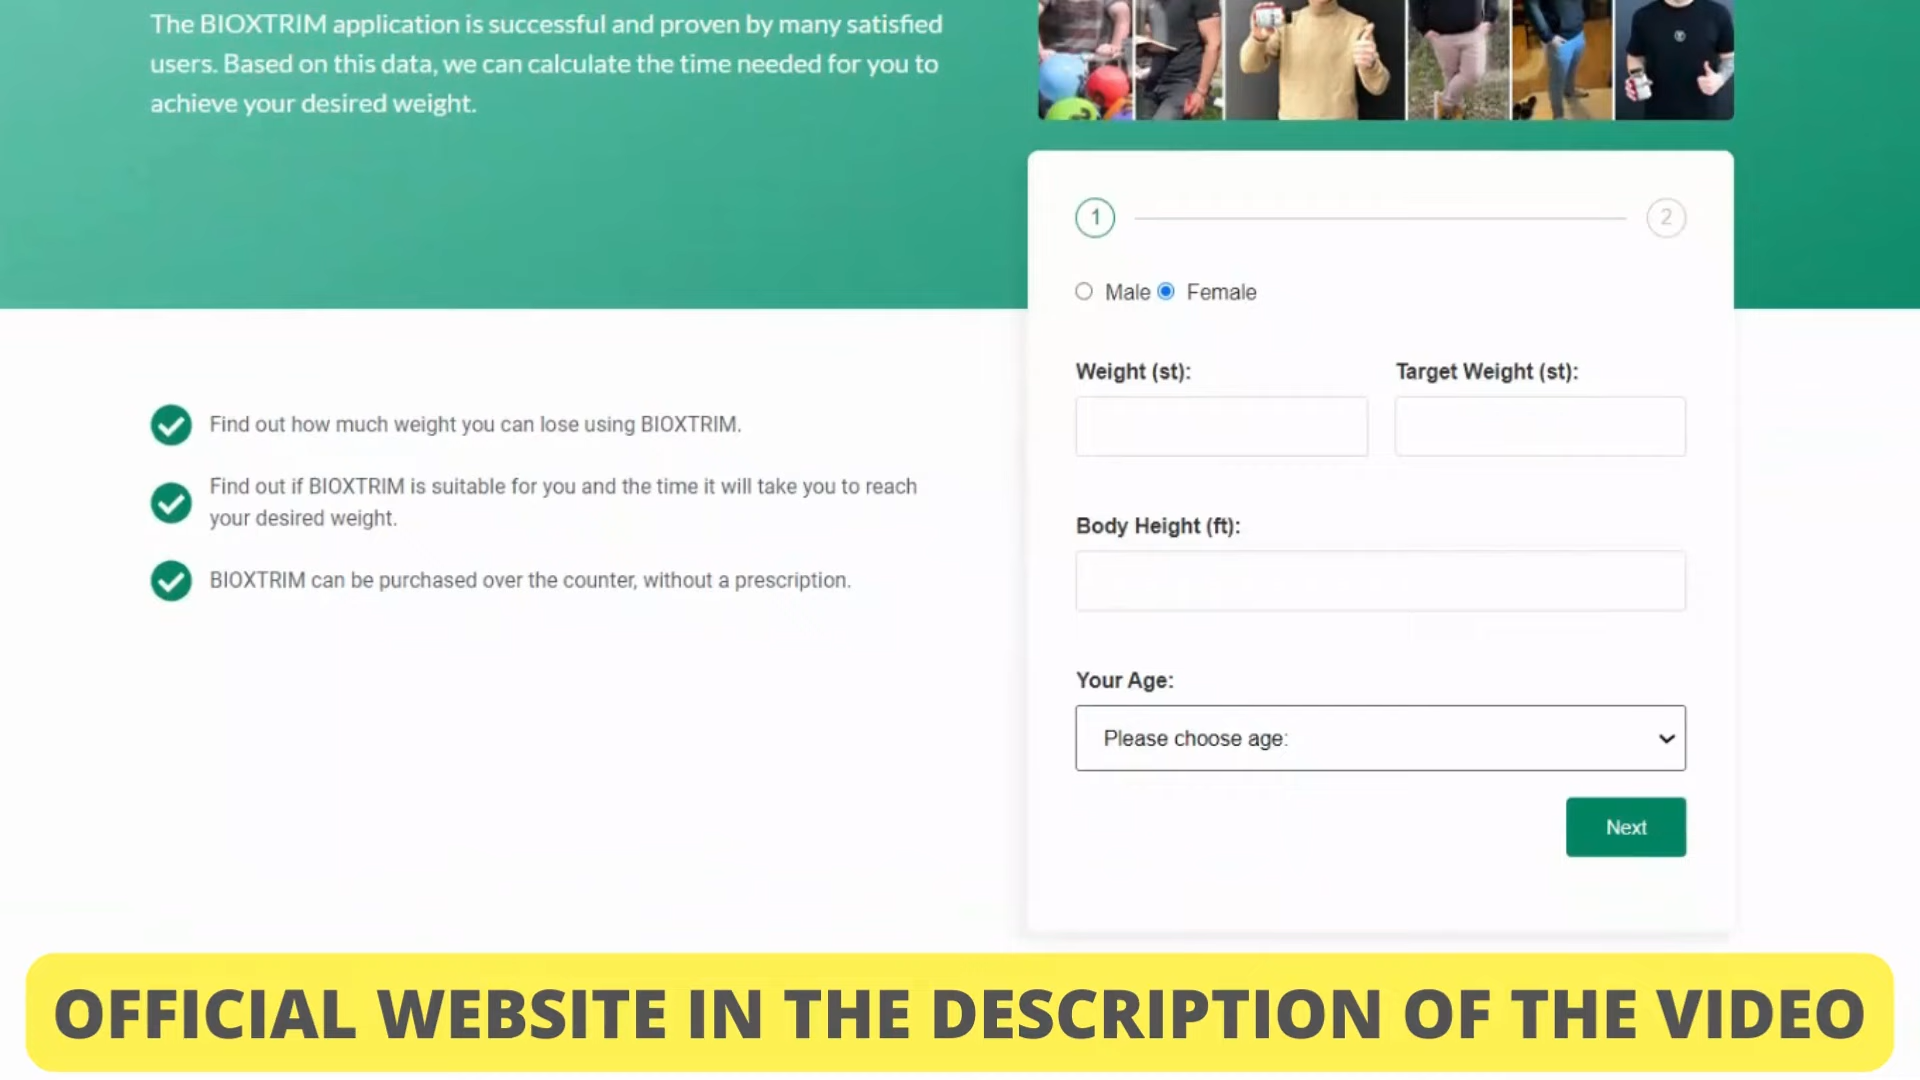 The BIOXTRIM application is successful and proven by many satisfied
users. Based on this data, we can calculate the time needed for you to
achieve your desired weight.
1
2
Male Female
Weight (st): Target Weight (st):
Find out how much weight you can lose using BIOXTRIM.
Find out if BIOXTRIM is suitable for you and the time it will take you to reach
your desired weight.
Body Height (ft):
BIOXTRIM can be purchased over the counter, without a prescription.
Your Age:
Please choose age:
Next
OFFICIAL WEBSITE IN THE DESCRIPTION OF THE VIDEO